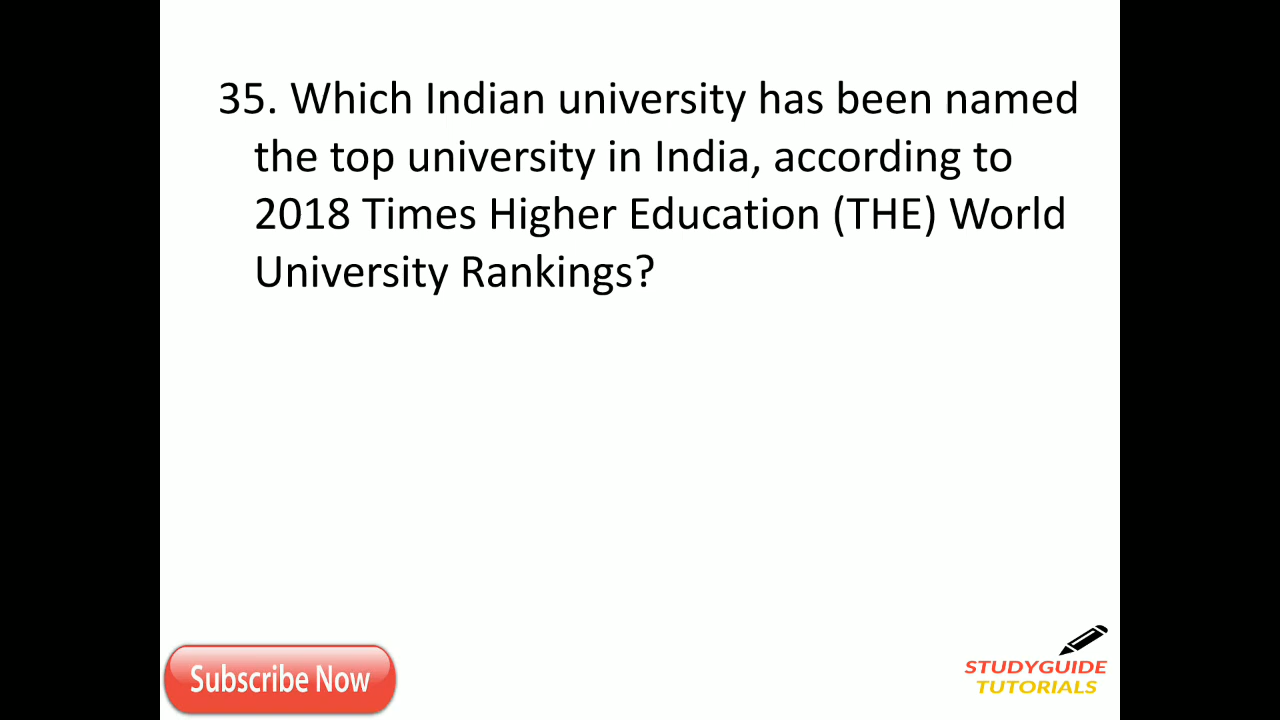 35. Which Indian university has been named
the top university in India, according to
2018 Times Higher Education (THE) World
University Rankings?
Subscribe Now
STUDYGUIDE
TUTORIALS